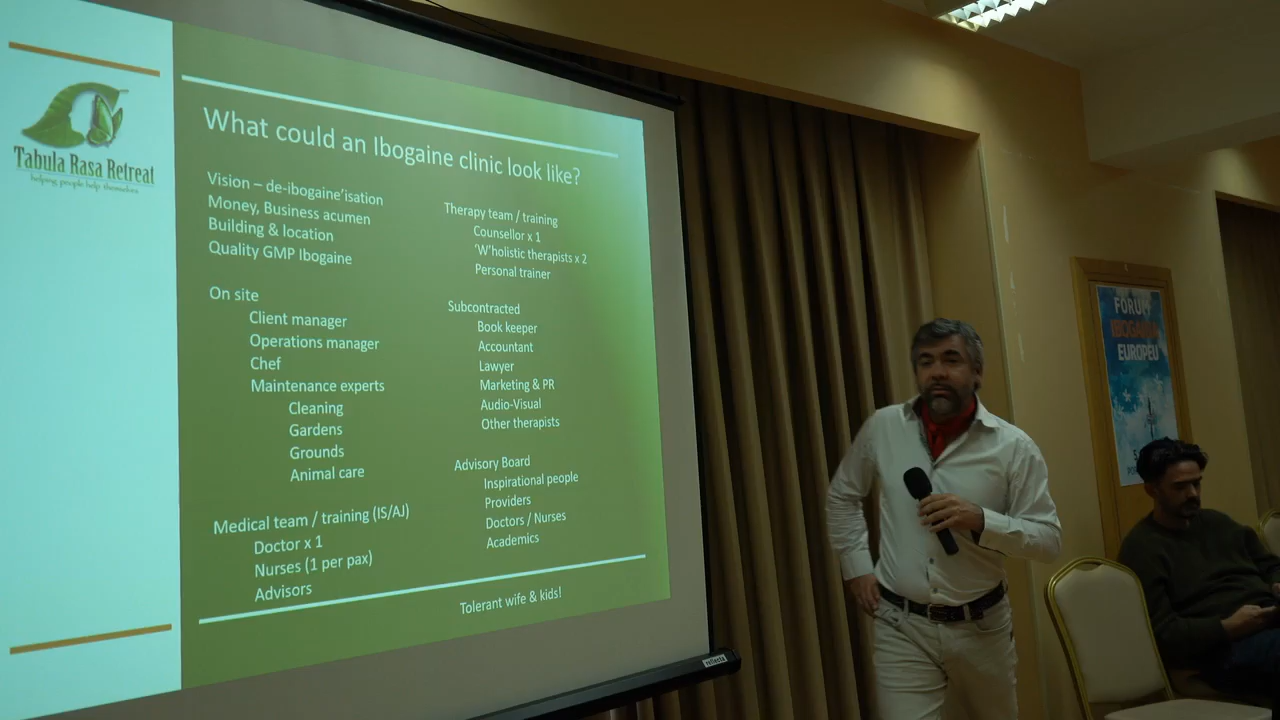 Tabula Rasa Retreat
helping people help themselves
What could an Ibogaine clinic look like?
Vision – de-ibogaine'isation
Money, Business acumen
Building & location
Quality GMP Ibogaine
On site
Client manager
Operations manager
Chef
Maintenance experts
Cleaning
Gardens
Grounds
Animal care
Medical team / training (IS/AJ)
Doctor x 1
Nurses (1 per pax)
Advisors
Therapy team / training
Counsellor x 1
'W'holistic therapists x 2
Personal trainer
Subcontracted
Book keeper
Accountant
Lawyer
Marketing & PR
Audio-Visual
Other therapists
Advisory Board
Inspirational people
Providers
Doctors / Nurses
Academics
Tolerant wife & kids!
reflecta
FORUM
IBOGAINA
EUROPEU